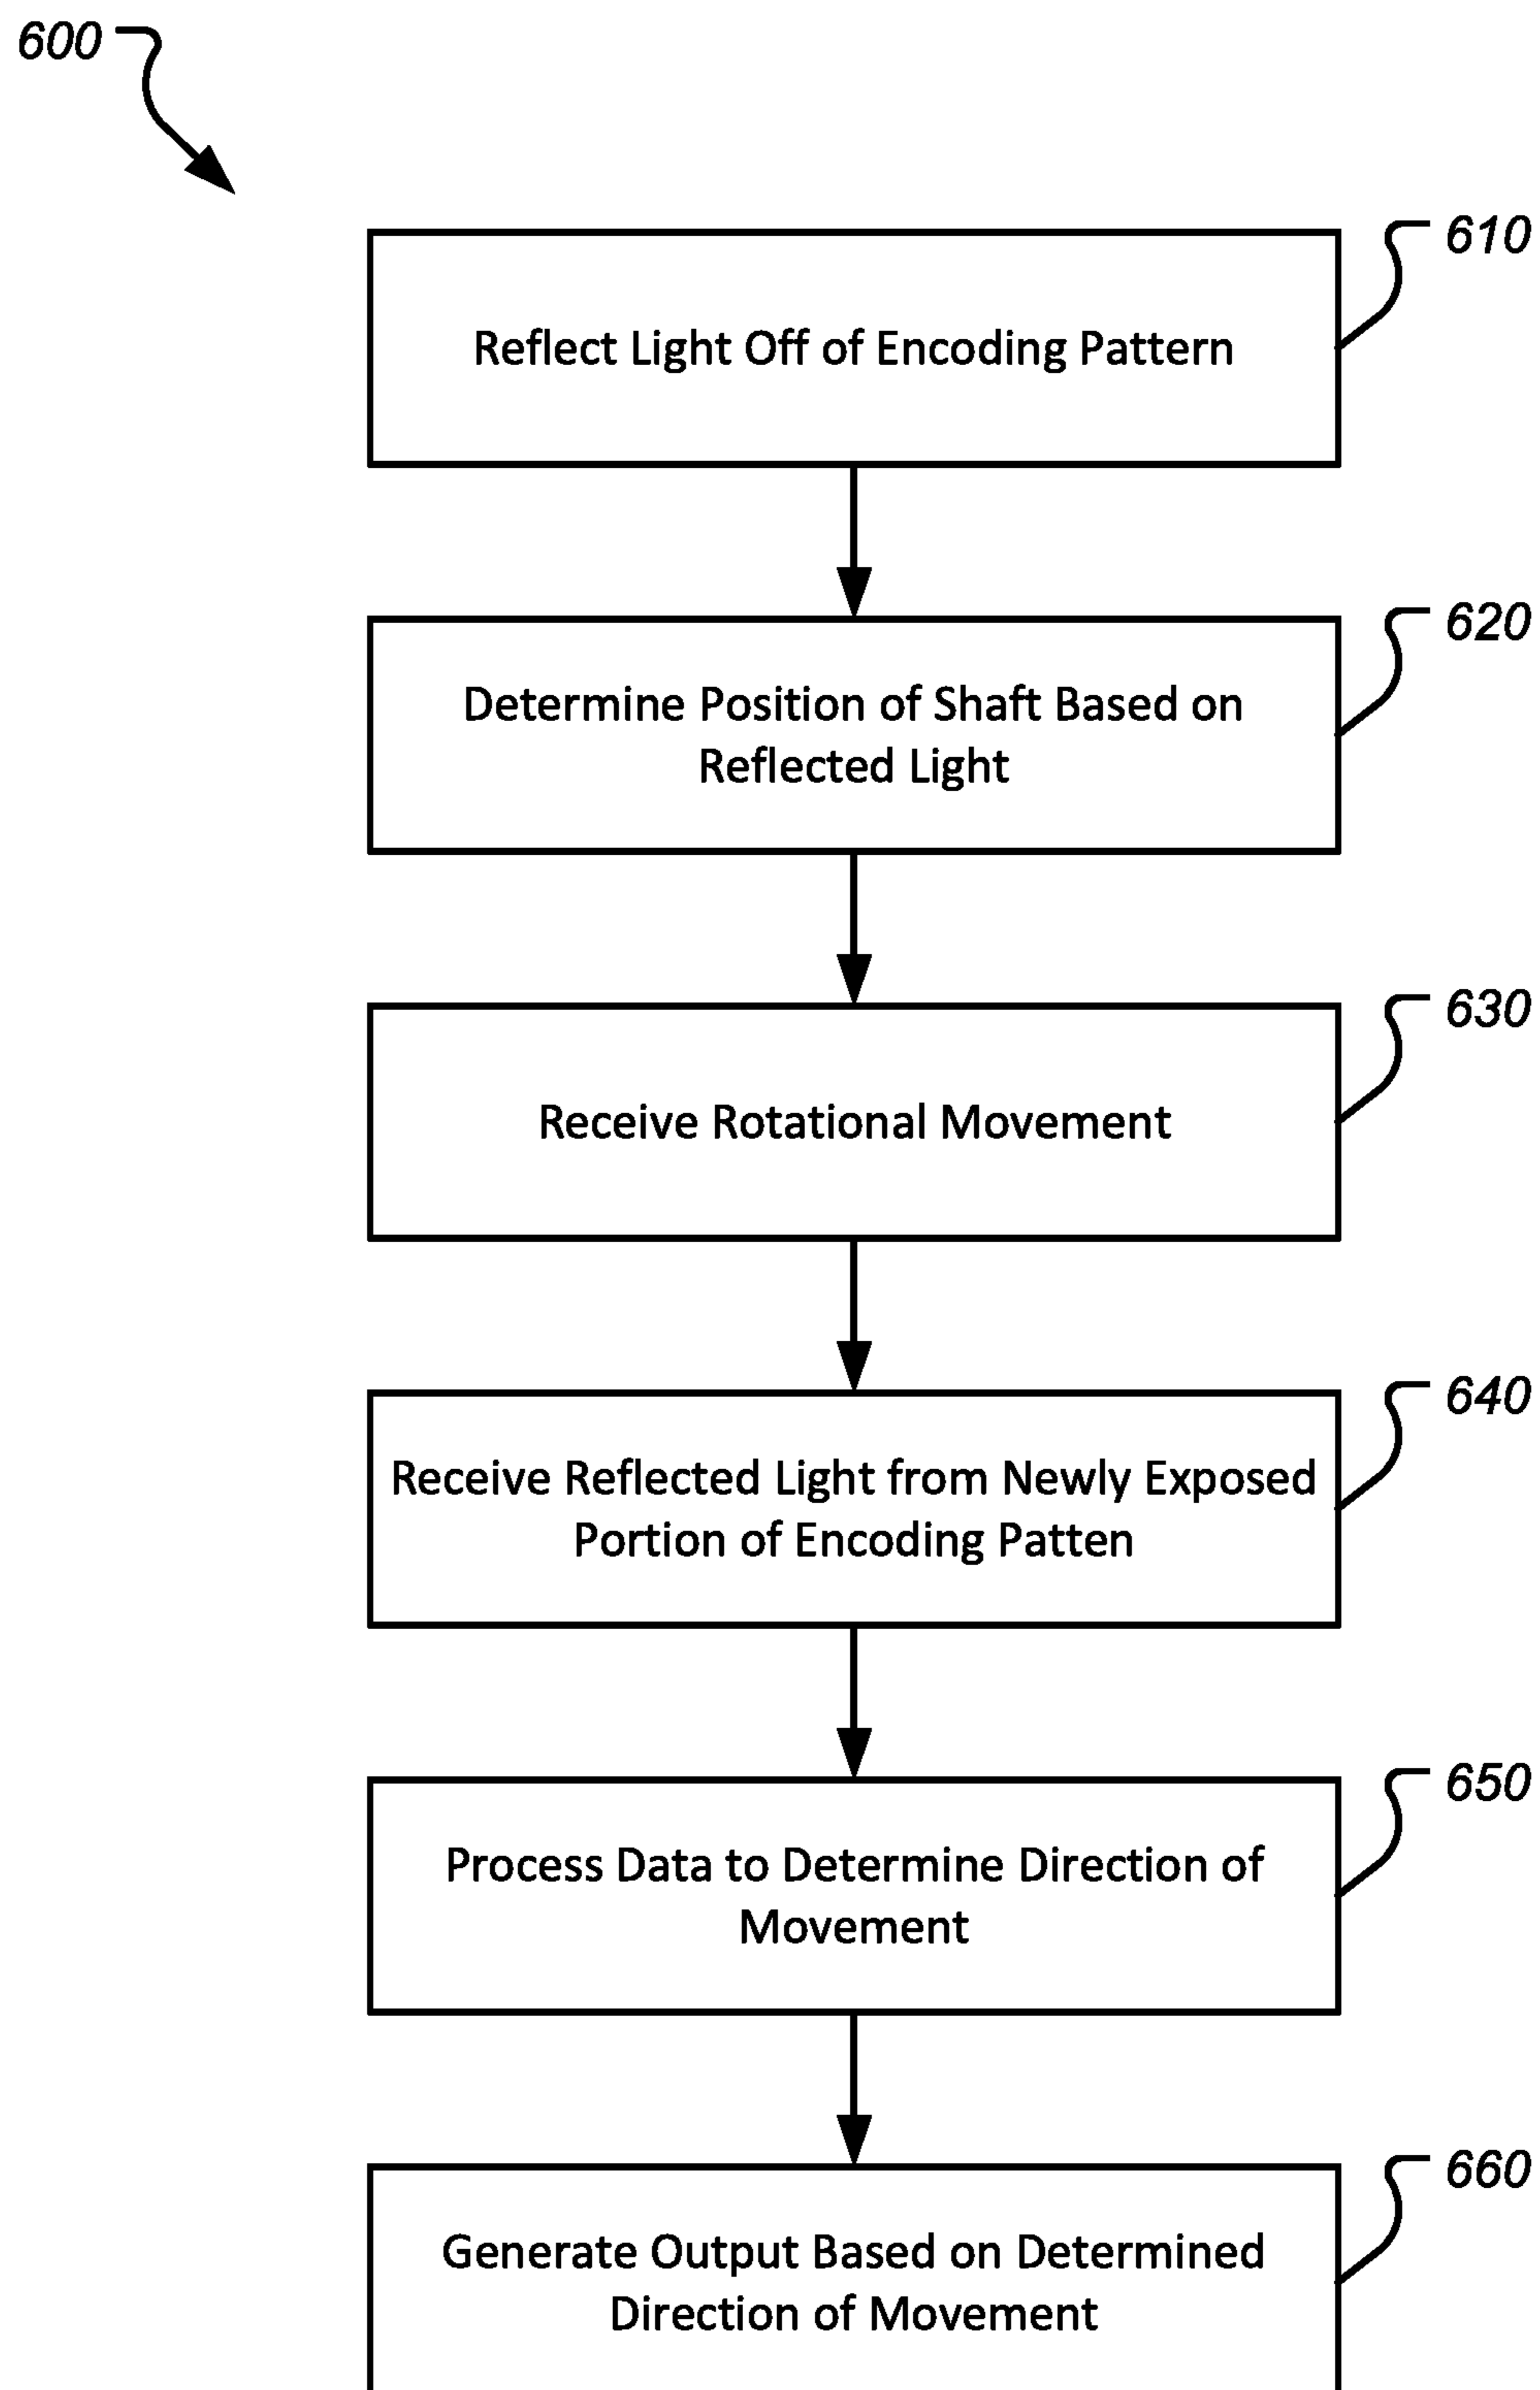 600
610
Reflect Light Off of Encoding Pattern
620
Determine Position of Shaft Based on
Reflected Light
630
Receive Rotational Movement
640
Receive Reflected Light from Newly Exposed
Portion of Encoding Patten
650
Process Data to Determine Direction of
Movement
660
Generate Output Based on Determined
Direction of Movement